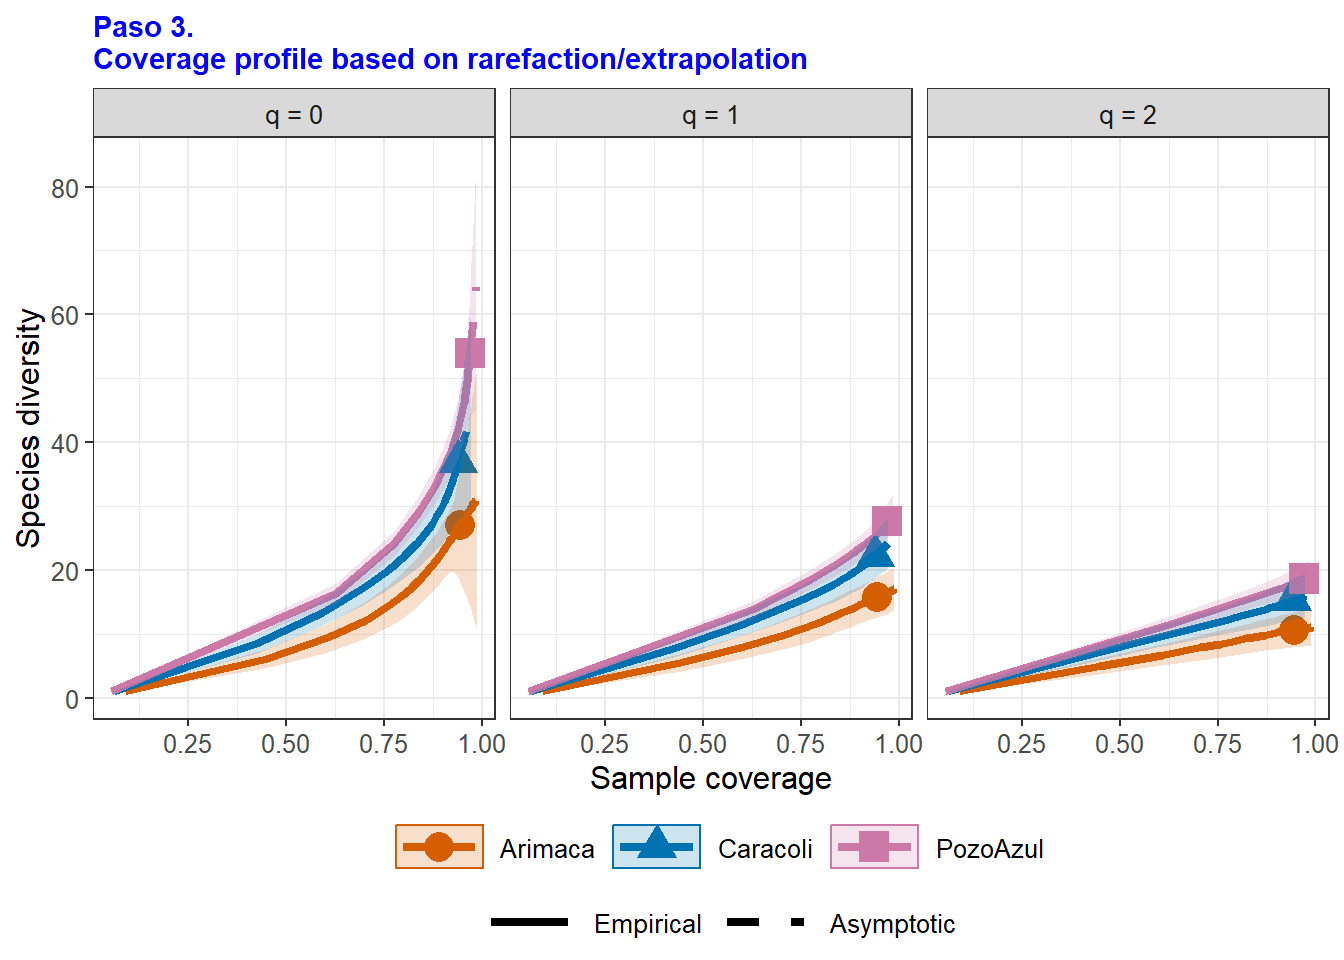 Paso 3.
Coverage profile based on rarefaction/extrapolation
q = 0
q = 1
q = 2
Species diversity
80
60
40
20
0
0.25 0.50 0.75 1.00
0.25 0.50 0.75 1.00
0.25 0.50 0.75 1.00
Sample coverage
Arimaca
Caracoli
PozoAzul
Empirical
Asymptotic